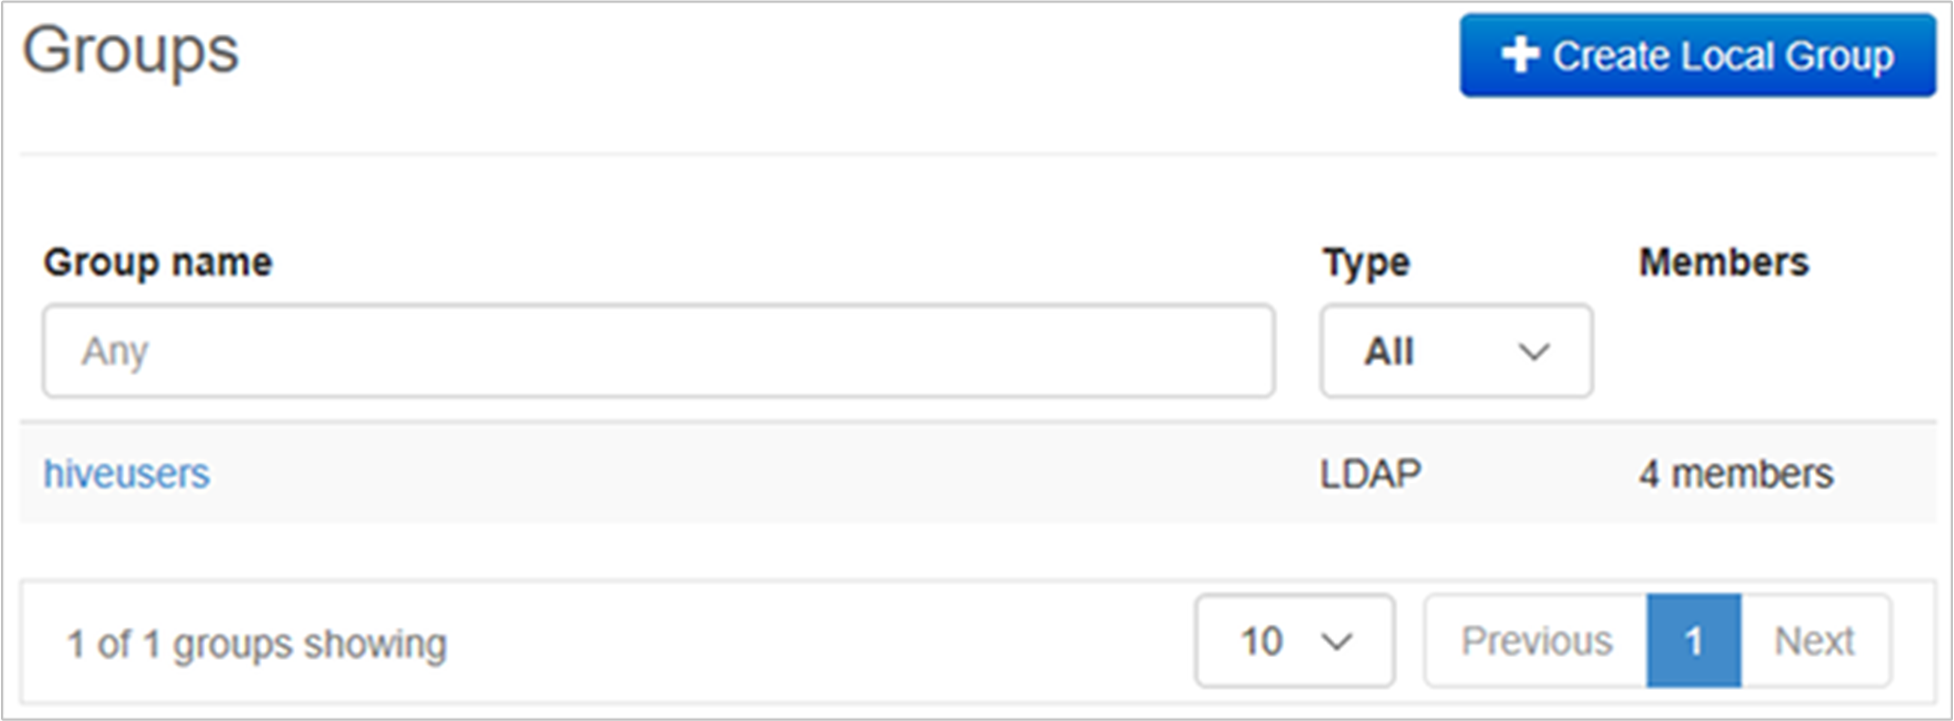 Groups
Create Local Group
Group name Type Members
Any All
hiveusers LDAP 4 members
1 of 1 groups showing 10 Previous 1 Next